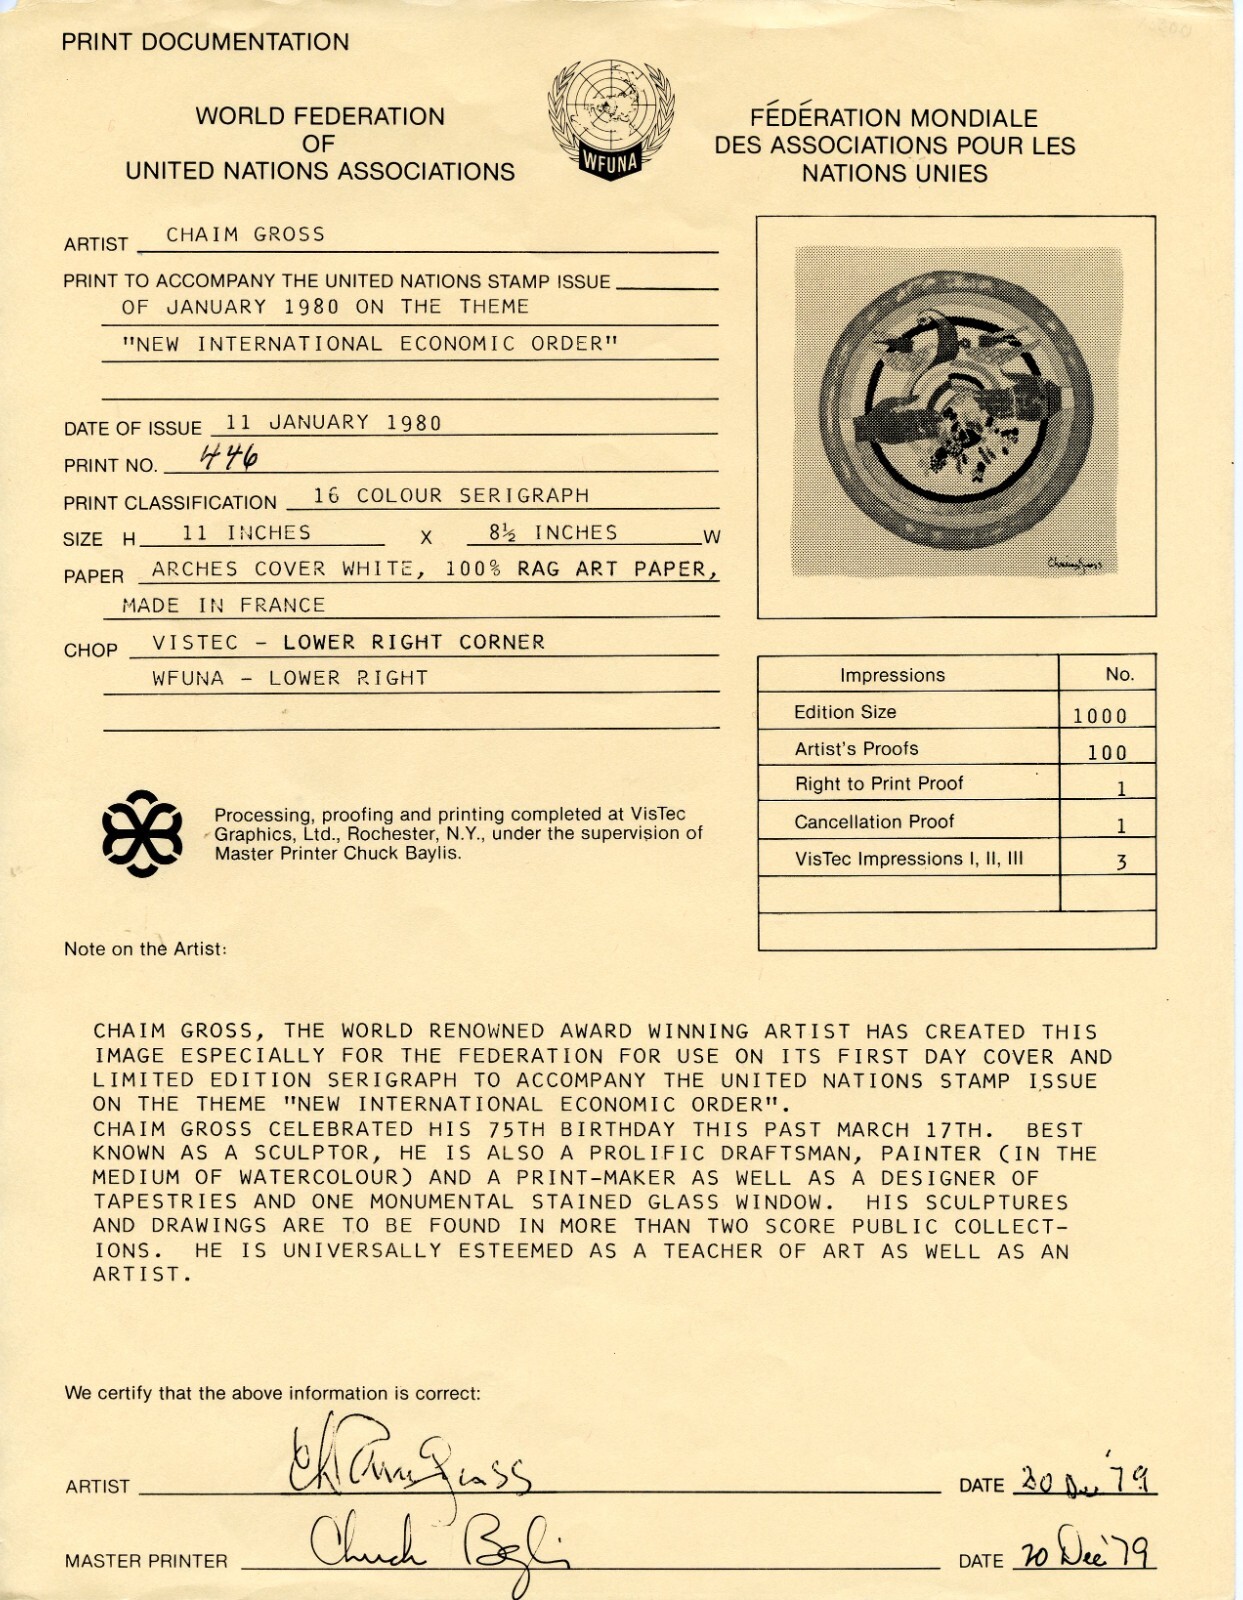 PRINT DOCUMENTATION
WORLD FEDERATION
OF
UNITED NATIONS ASSOCIATIONS
WFUNA
FÉDÉRATION MONDIALE
DES ASSOCIATIONS POUR LES
NATIONS UNIES
ARTIST CHAIM GROSS
PRINT TO ACCOMPANY THE UNITED NATIONS STAMP ISSUE
OF JANUARY 1980 ON THE THEME
"NEW INTERNATIONAL ECONOMIC ORDER"
DATE OF ISSUE 11 JANUARY 1980
PRINT NO. 446
PRINT CLASSIFICATION 16 COLOUR SERIGRAPH
SIZE H 11 INCHES X 8½ INCHES W
PAPER ARCHES COVER WHITE, 100% RAG ART PAPER,
MADE IN FRANCE
CHOP VISTEC - LOWER RIGHT CORNER
WFUNA - LOWER RIGHT
Chaim Gross
Impressions No.
Edition Size 1000
Artist's Proofs 100
Right to Print Proof 1
Cancellation Proof 1
VisTec Impressions I, II, III 3
Processing, proofing and printing completed at VisTec
Graphics, Ltd., Rochester, N.Y., under the supervision of
Master Printer Chuck Baylis.
Note on the Artist:
CHAIM GROSS, THE WORLD RENOWNED AWARD WINNING ARTIST HAS CREATED THIS
IMAGE ESPECIALLY FOR THE FEDERATION FOR USE ON ITS FIRST DAY COVER AND
LIMITED EDITION SERIGRAPH TO ACCOMPANY THE UNITED NATIONS STAMP ISSUE
ON THE THEME "NEW INTERNATIONAL ECONOMIC ORDER".
CHAIM GROSS CELEBRATED HIS 75TH BIRTHDAY THIS PAST MARCH 17TH. BEST
KNOWN AS A SCULPTOR, HE IS ALSO A PROLIFIC DRAFTSMAN, PAINTER (IN THE
MEDIUM OF WATERCOLOUR) AND A PRINT-MAKER AS WELL AS A DESIGNER OF
TAPESTRIES AND ONE MONUMENTAL STAINED GLASS WINDOW. HIS SCULPTURES
AND DRAWINGS ARE TO BE FOUND IN MORE THAN TWO SCORE PUBLIC COLLECT-
IONS. HE IS UNIVERSALLY ESTEEMED AS A TEACHER OF ART AS WELL AS AN
ARTIST.
We certify that the above information is correct:
ARTIST Chaim Gross DATE 20 Dec '79
MASTER PRINTER Chuck Baylis DATE 20 Dec '79